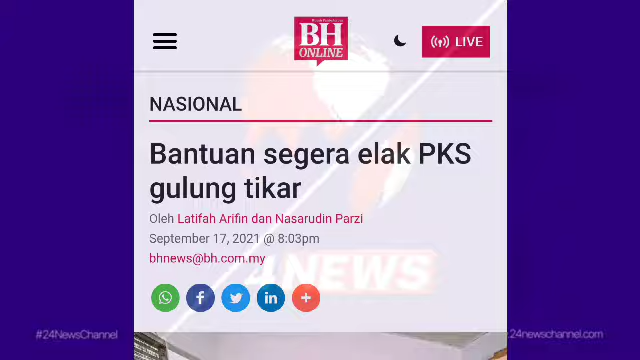 BH
ONLINE
LIVE
NASIONAL
Bantuan segera elak PKS
gulung tikar
Oleh Latifah Arifin dan Nasarudin Parzi
September 17, 2021 @ 8:03pm
bhnews@bh.com.my
24NEWS
#24NewsChannel
24newschannel.com